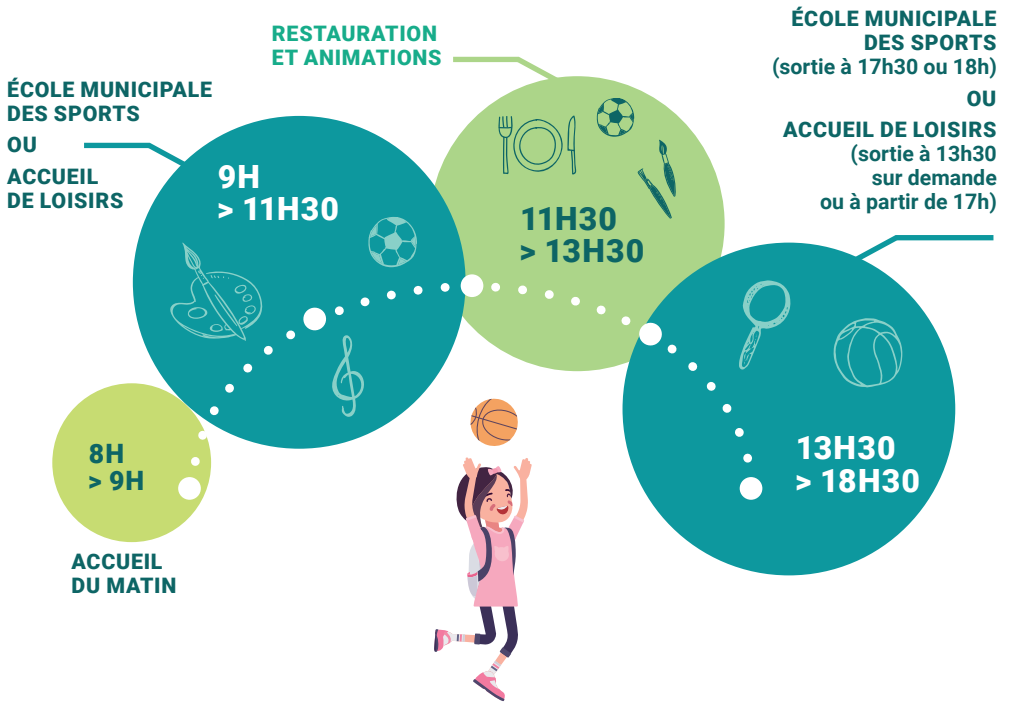 ÉCOLE MUNICIPALE
DES SPORTS
OU
ACCUEIL
DE LOISIRS
9H
> 11H30
RESTAURATION
ET ANIMATIONS
11H30
> 13H30
ÉCOLE MUNICIPALE
DES SPORTS
(sortie à 17h30 ou 18h)
OU
ACCUEIL DE LOISIRS
(sortie à 13h30
sur demande
ou à partir de 17h)
13H30
> 18H30
8H
> 9H
ACCUEIL
DU MATIN